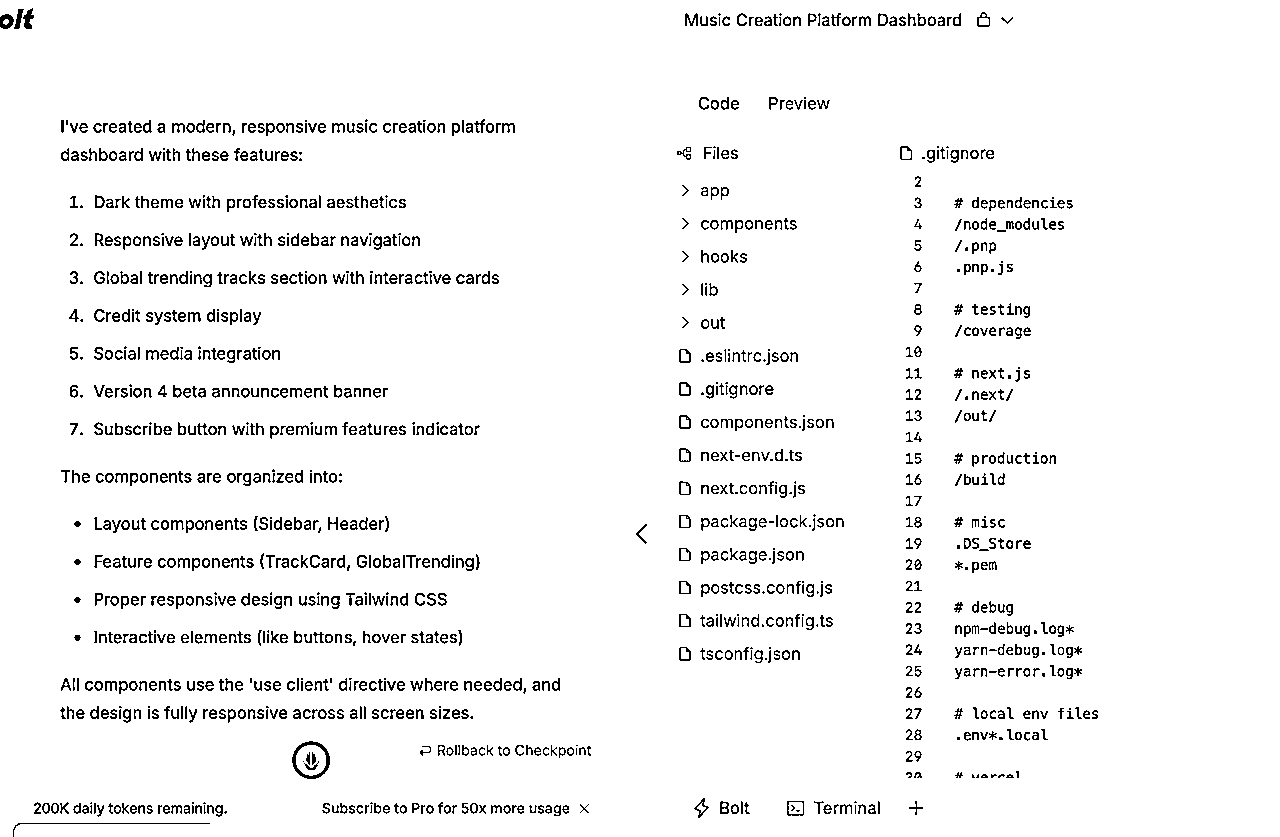 olt
Music Creation Platform Dashboard
I've created a modern, responsive music creation platform
dashboard with these features:
1. Dark theme with professional aesthetics
2. Responsive layout with sidebar navigation
3. Global trending tracks section with interactive cards
4. Credit system display
5. Social media integration
6. Version 4 beta announcement banner
7. Subscribe button with premium features indicator
The components are organized into:
• Layout components (Sidebar, Header)
• Feature components (TrackCard, GlobalTrending)
• Proper responsive design using Tailwind CSS
• Interactive elements (like buttons, hover states)
All components use the 'use client' directive where needed, and
the design is fully responsive across all screen sizes.
Rollback to Checkpoint
200K daily tokens remaining.
Subscribe to Pro for 50x more usage
Code Preview
Files
app
components
hooks
lib
out
.eslintrc.json
.gitignore
components.json
next-env.d.ts
next.config.js
package-lock.json
package.json
postcss.config.js
tailwind.config.ts
tsconfig.json
.gitignore
2
3 # dependencies
4 /node_modules
5 /.pnp
6 .pnp.js
7
8 # testing
9 /coverage
10
11 # next.js
12 /.next/
13 /out/
14
15 # production
16 /build
17
18 # misc
19 .DS_Store
20 *.pem
21
22 # debug
23 npm-debug.log*
24 yarn-debug.log*
25 yarn-error.log*
26
27 # local env files
28 .env*.local
29
30 # vercel
Bolt Terminal